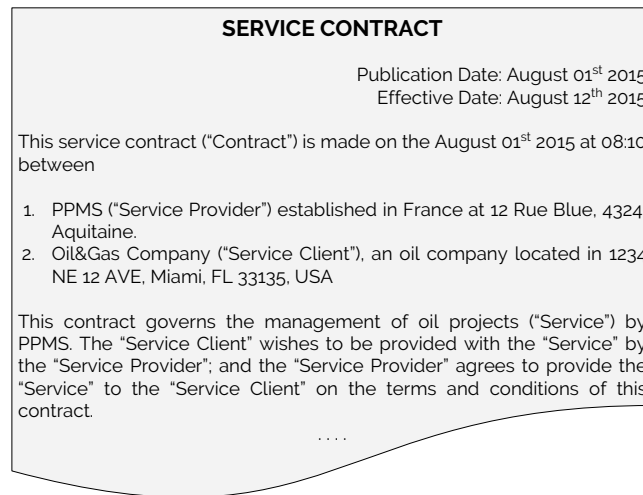 SERVICE CONTRACT
Publication Date: August 01st 2015
Effective Date: August 12th 2015
This service contract (“Contract”) is made on the August 01st 2015 at 08:10
between
1. PPMS (“Service Provider”) established in France at 12 Rue Blue, 4324
Aquitaine.
2. Oil&Gas Company (“Service Client”), an oil company located in 1234
NE 12 AVE, Miami, FL 33135, USA
This contract governs the management of oil projects (“Service”) by
PPMS. The “Service Client” wishes to be provided with the “Service” by
the “Service Provider”; and the “Service Provider” agrees to provide the
“Service” to the “Service Client” on the terms and conditions of this
contract.
. . . .